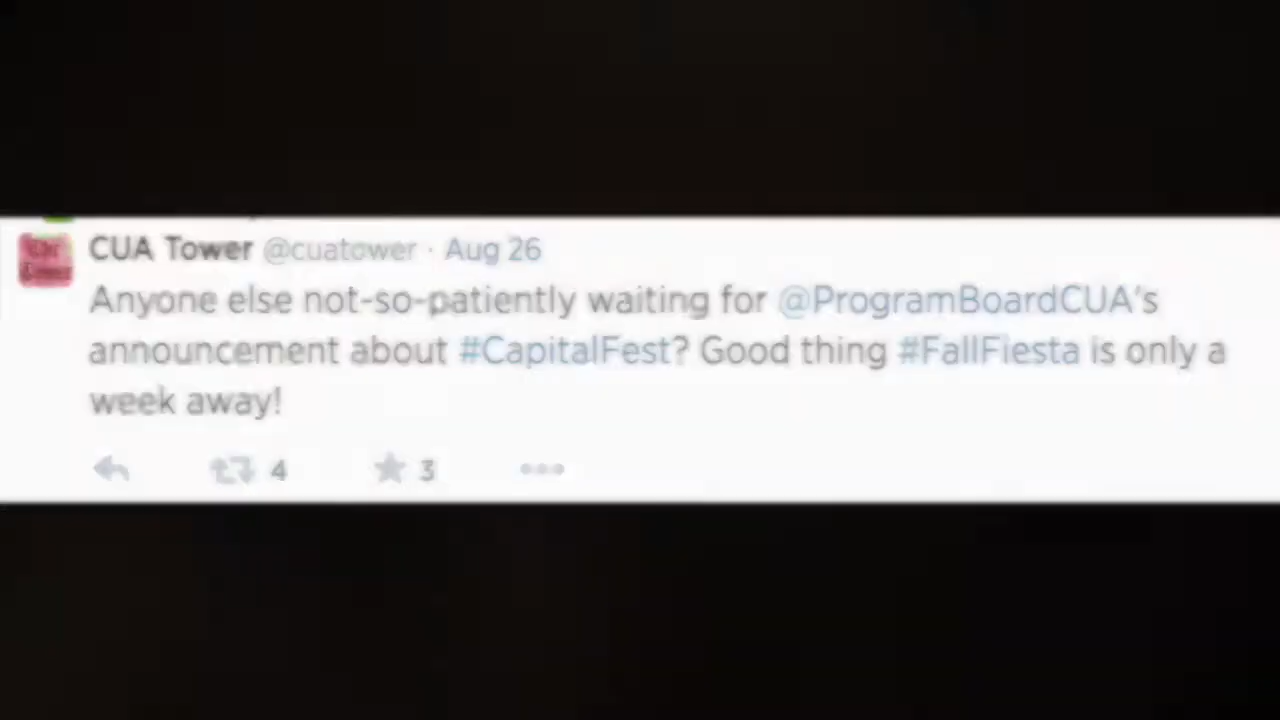 CUA Tower @cuatower · Aug 26
Anyone else not-so-patiently waiting for @ProgramBoardCUA's
announcement about #CapitalFest? Good thing #FallFiesta is only a
week away!
4 3